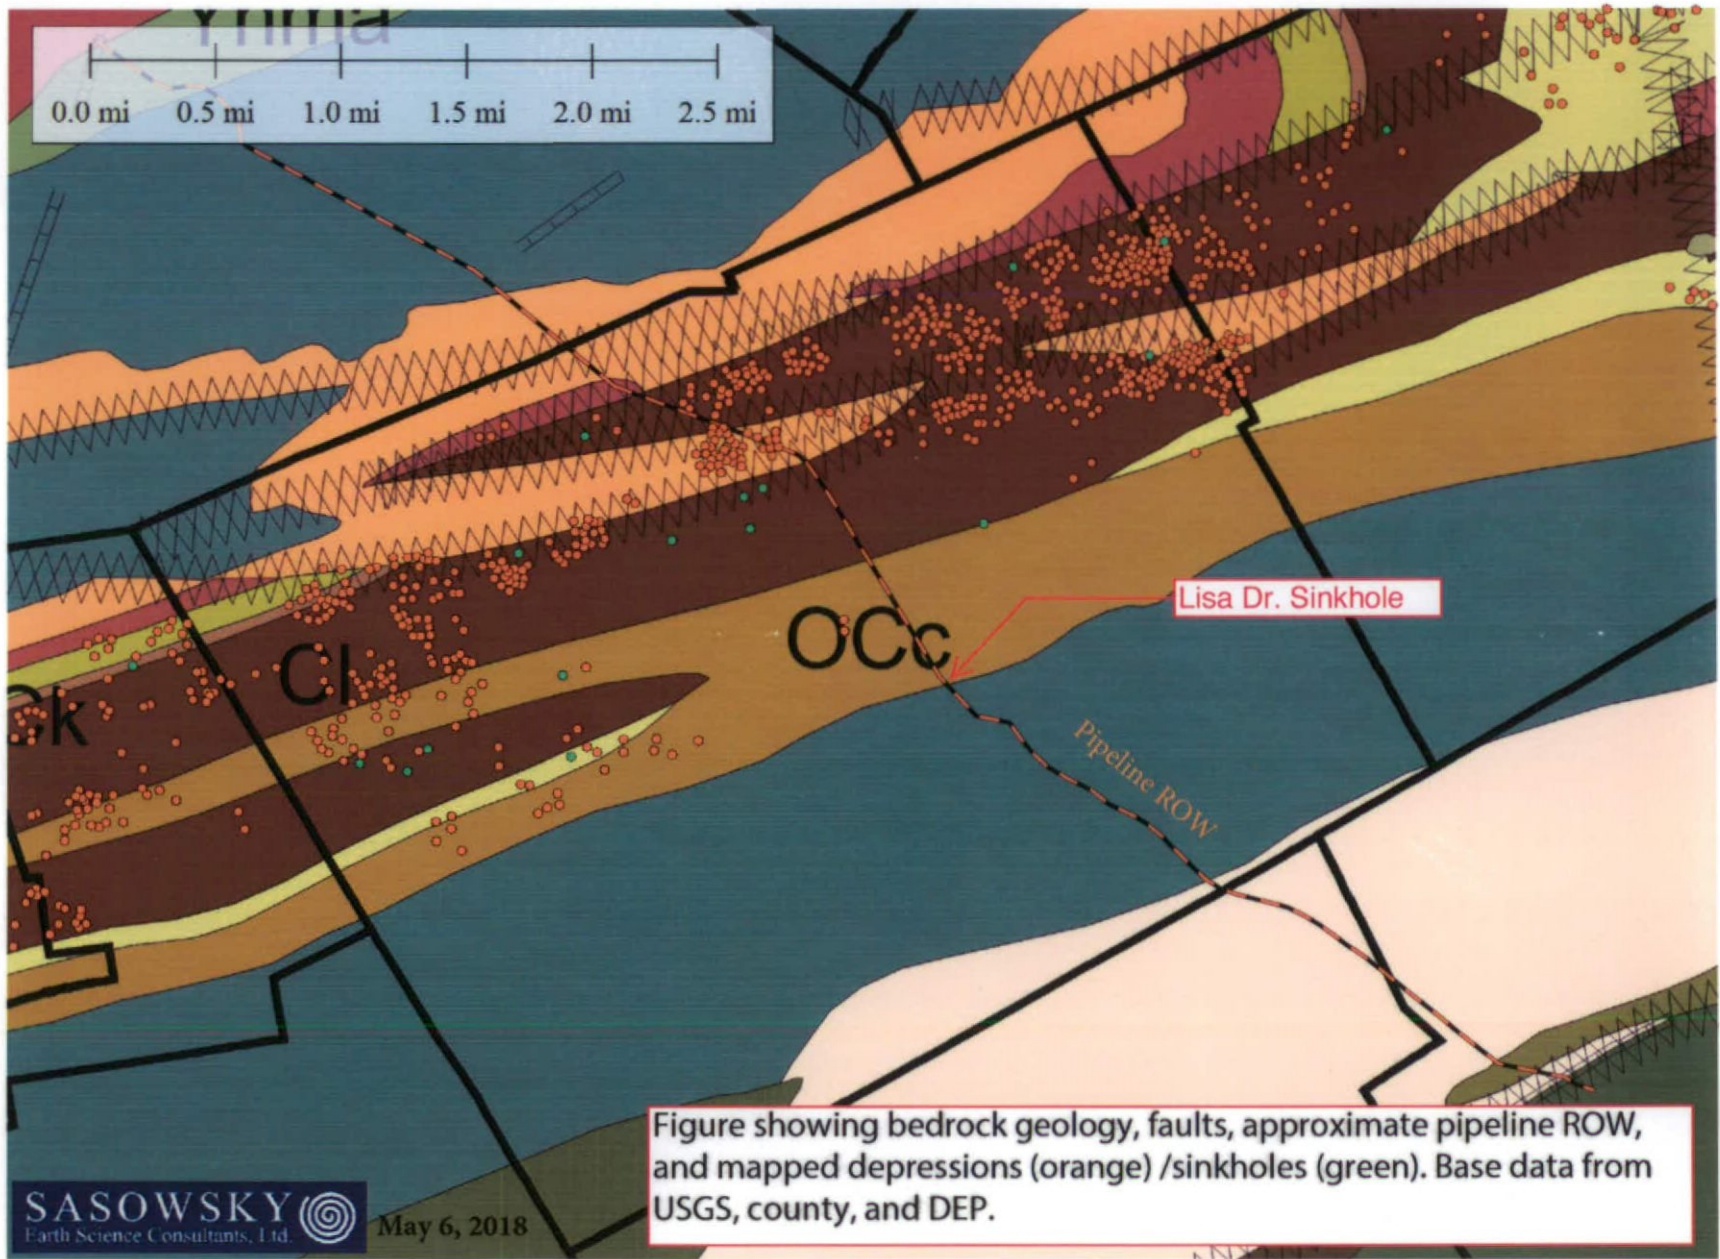 Ymma
0.0 mi 0.5 mi 1.0 mi 1.5 mi 2.0 mi 2.5 mi
Lisa Dr. Sinkhole
OCc
Cl
Ck
Pipeline ROW
Figure showing bedrock geology, faults, approximate pipeline ROW,
and mapped depressions (orange) /sinkholes (green). Base data from
USGS, county, and DEP.
SASOWSKY
Earth Science Consultants, Ltd.
May 6, 2018